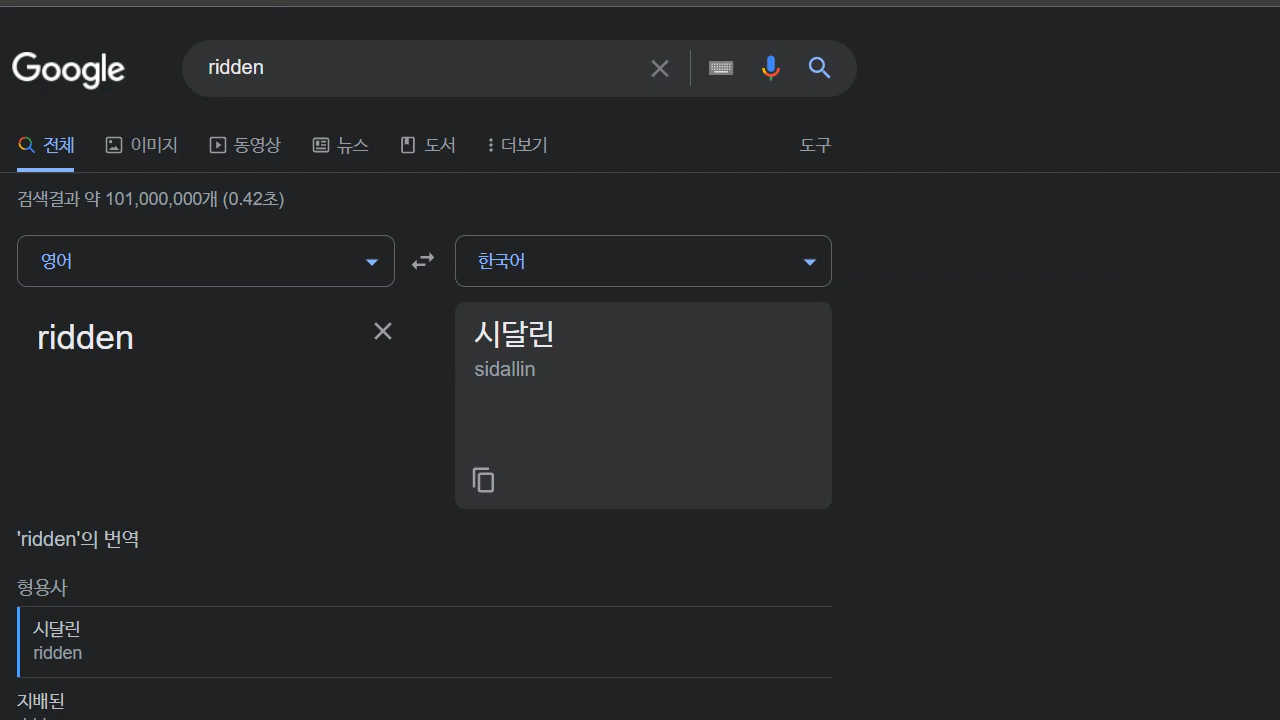 Google ridden
전체 이미지 동영상 뉴스 도서 더보기 도구
검색결과 약 101,000,000개 (0.42초)
영어 한국어
ridden 시달린
sidallin
'ridden'의 번역
형용사
시달린
ridden
지배된